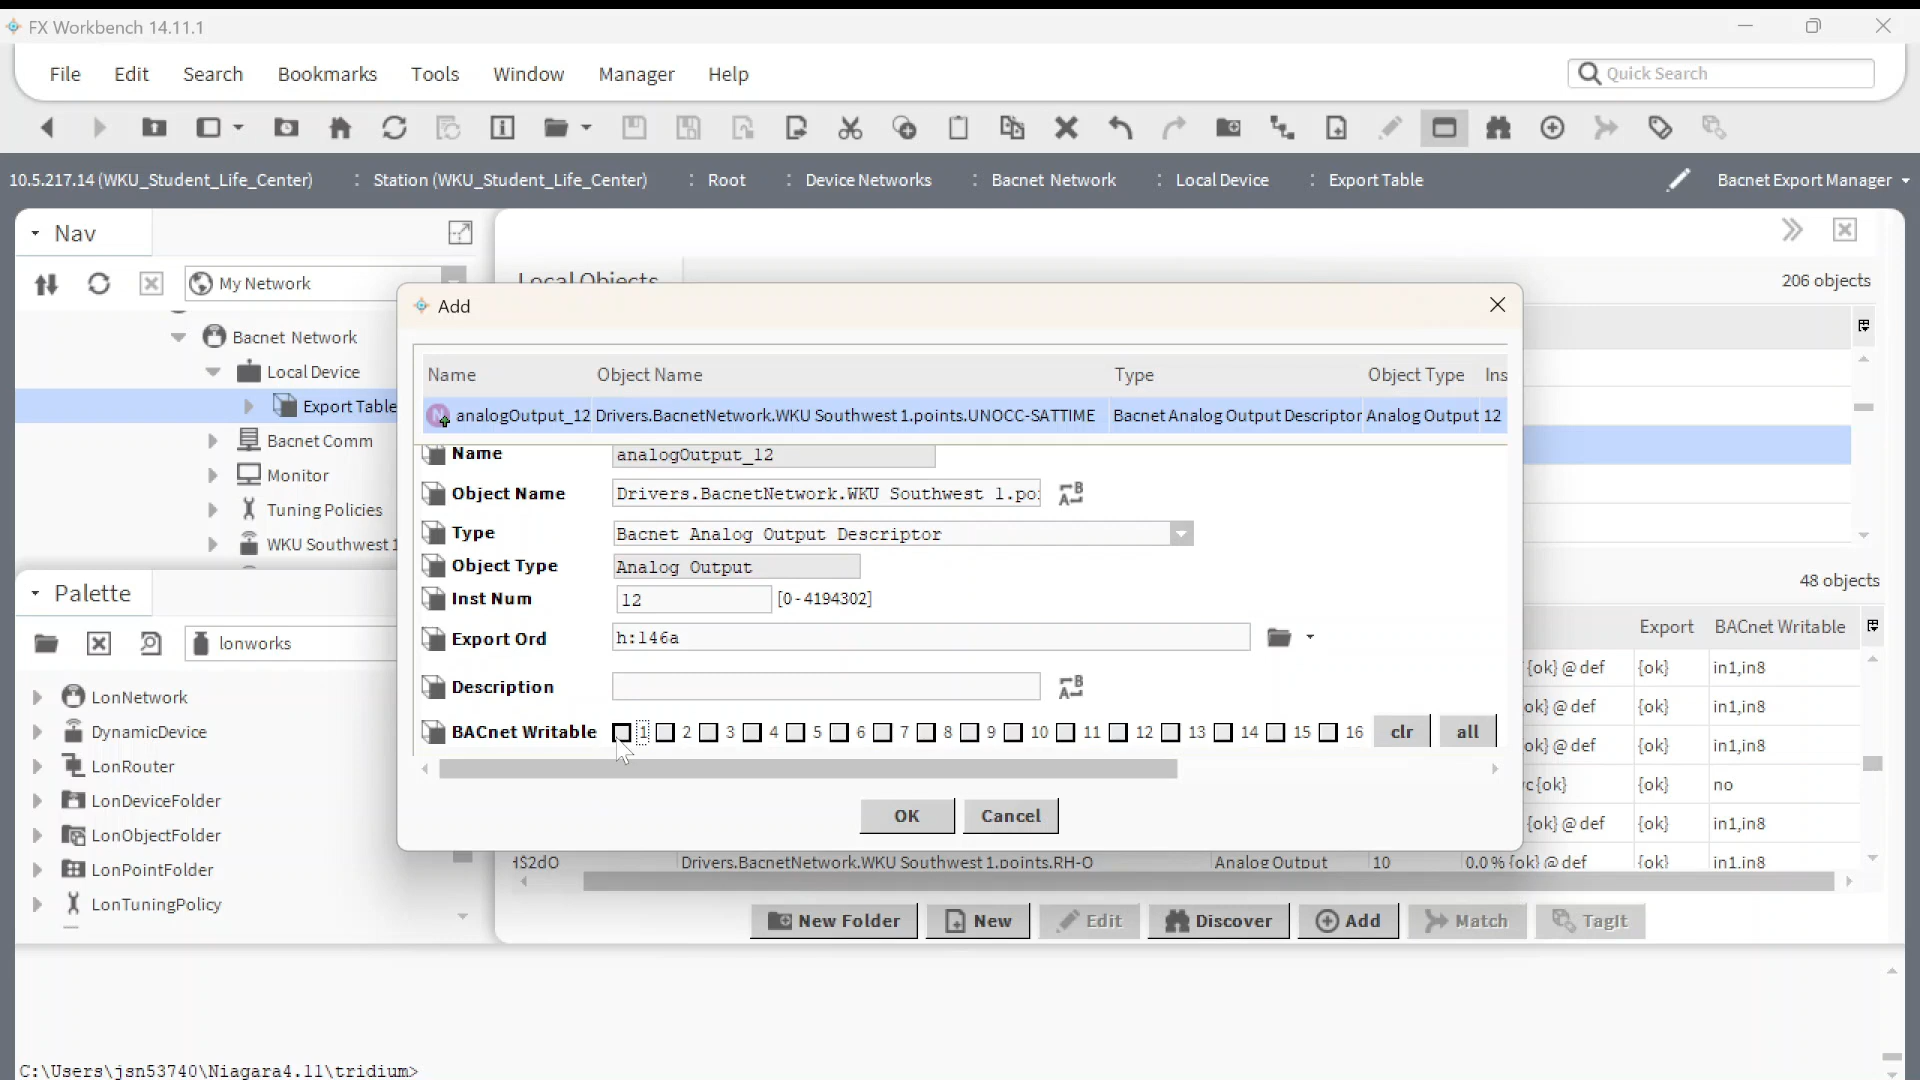 FX Workbench 14.11.1
File Edit Search Bookmarks Tools Window Manager Help
Quick Search
10.5.217.14 (WKU_Student_Life_Center) : Station (WKU_Student_Life_Center) : Root : Device Networks : Bacnet Network : Local Device : Export Table
Bacnet Export Manager
Nav
My Network
Bacnet Network
Local Device
Export Table
Bacnet Comm
Monitor
Tuning Policies
WKU Southwest 1
Palette
lonworks
LonNetwork
DynamicDevice
LonRouter
LonDeviceFolder
LonObjectFolder
LonPointFolder
LonTuningPolicy
Local Objects
206 objects
Add
Name Object Name Type Object Type Ins
analogOutput_12 Drivers.BacnetNetwork.WKU Southwest 1.points.UNOCC-SATTIME Bacnet Analog Output Descriptor Analog Output 12
Name analogOutput_12
Object Name Drivers.BacnetNetwork.WKU Southwest 1.po
Type Bacnet Analog Output Descriptor
Object Type Analog Output
Inst Num 12 [0-4194302]
Export Ord h:146a
Description
BACnet Writable 1 2 3 4 5 6 7 8 9 10 11 12 13 14 15 16 clr all
OK Cancel
48 objects
Export BACnet Writable
{ok} @ def {ok} in1,in8
ok} @ def {ok} in1,in8
ok} @ def {ok} in1,in8
{ok} {ok} no
{ok} @ def {ok} in1,in8
Drivers.BacnetNetwork.WKU Southwest 1.points.RH-O Analog Output 10 0.0 % {ok} @ def {ok} in1,in8
New Folder New Edit Discover Add Match TagIt
C:\Users\jsn53740\Niagara4.11\tridium>